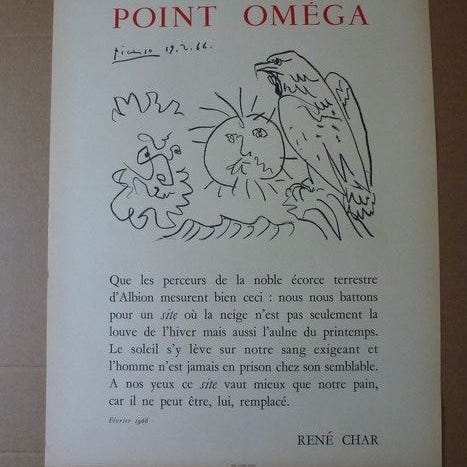 POINT OMÉGA
Picasso 19.2.66.
Que les perceurs de la noble écorce terrestre
d'Albion mesurent bien ceci : nous nous battons
pour un site où la neige n'est pas seulement la
louve de l'hiver mais aussi l'aulne du printemps.
Le soleil s'y lève sur notre sang exigeant et
l'homme n'est jamais en prison chez son semblable.
A nos yeux ce site vaut mieux que notre pain,
car il ne peut être, lui, remplacé.
Février 1966
RENÉ CHAR